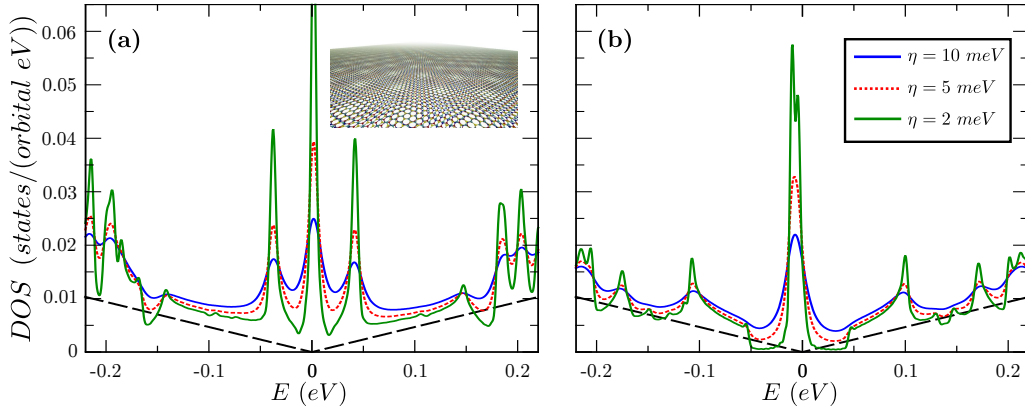 (a)
(b)
DOS (states/(orbital eV))
0.06
0.05
0.04
0.03
0.02
0.01
0
η = 10 meV
η = 5 meV
η = 2 meV
-0.2 -0.1 0 0.1 0.2
-0.2 -0.1 0 0.1 0.2
E (eV)
E (eV)